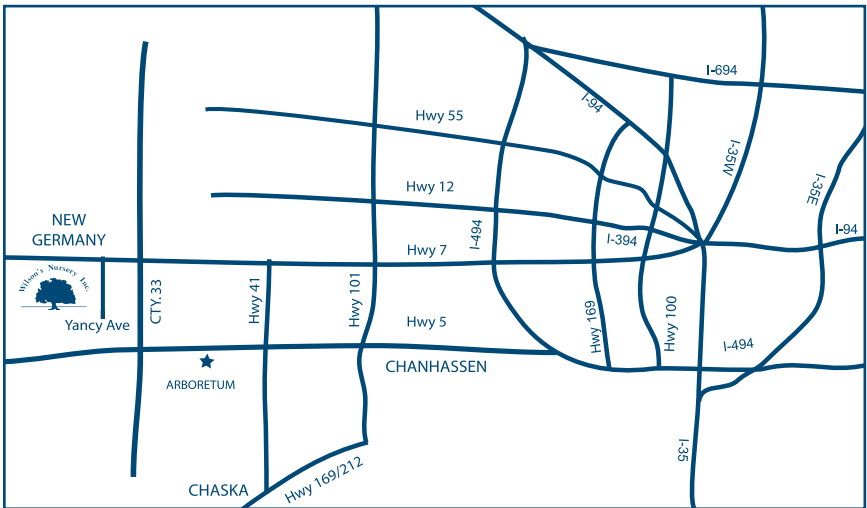 I-694
I-94
Hwy 55
I-35W
I-35E
Hwy 12
NEW
GERMANY
I-494
I-394
I-94
Hwy 7
Wilson's Nursery Inc.
Yancy Ave
CTY. 33
Hwy 41
Hwy 101
Hwy 5
Hwy 169
Hwy 100
I-494
ARBORETUM
CHANHASSEN
I-35
CHASKA
Hwy 169/212